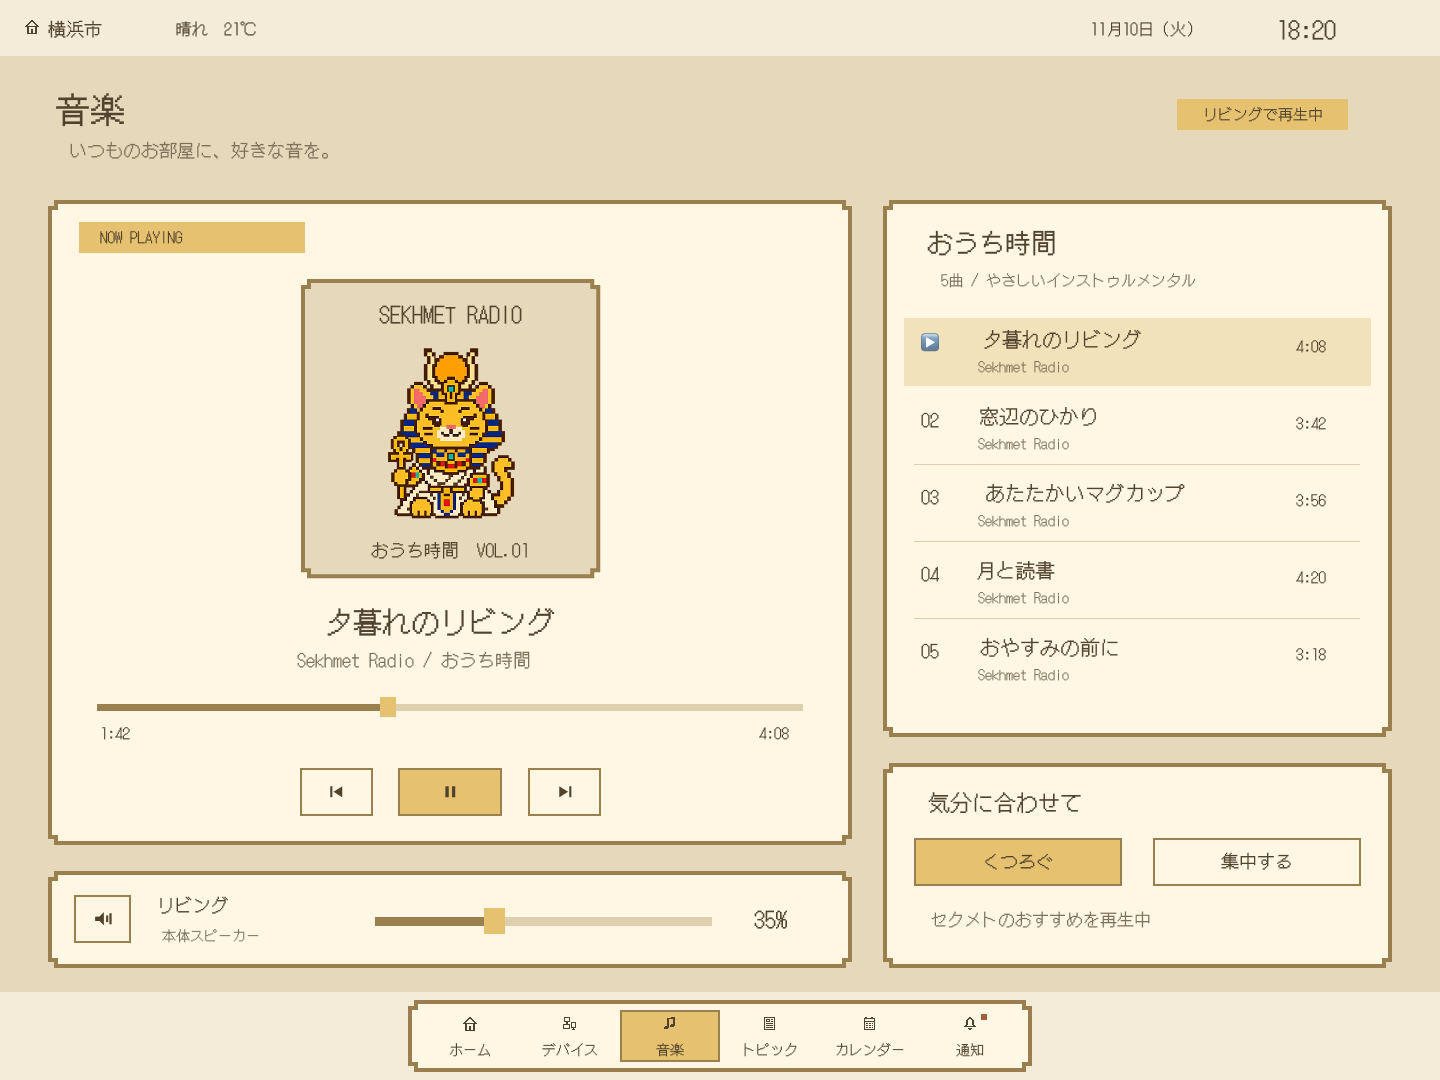 横浜市
晴れ 21℃
11月10日（火）
18:20
音楽
いつものお部屋に、好きな音を。
リビングで再生中
NOW PLAYING
SEKHMET RADIO
おうち時間 VOL.01
夕暮れのリビング
Sekhmet Radio / おうち時間
1:42
4:08
リビング
本体スピーカー
35%
おうち時間
5曲 / やさしいインストゥルメンタル
夕暮れのリビング
Sekhmet Radio
4:08
02
窓辺のひかり
Sekhmet Radio
3:42
03
あたたかいマグカップ
Sekhmet Radio
3:56
04
月と読書
Sekhmet Radio
4:20
05
おやすみの前に
Sekhmet Radio
3:18
気分に合わせて
くつろぐ
集中する
セクメトのおすすめを再生中
ホーム
デバイス
音楽
トピック
カレンダー
通知